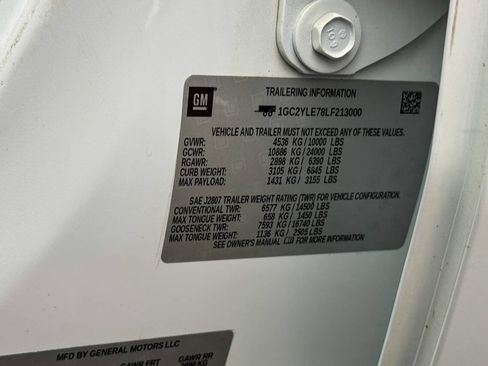 GM
TRAILERING INFORMATION
1GC2YLE78LF213000
VEHICLE AND TRAILER MUST NOT EXCEED ANY OF THESE VALUES.
GVWR: 4536 KG/10000 LBS
GCWR: 10886 KG/24000 LBS
RGAWR: 2898 KG/ 6390 LBS
CURB WEIGHT: 3105 KG/ 6845 LBS
MAX PAYLOAD: 1431 KG/ 3155 LBS
SAE J2807 TRAILER WEIGHT RATING (TWR) FOR VEHICLE CONFIGURATION.
CONVENTIONAL TWR: 6577 KG/14500 LBS
MAX TONGUE WEIGHT: 658 KG/ 1450 LBS
GOOSENECK TWR: 7593 KG/16740 LBS
MAX TONGUE WEIGHT: 1136 KG/ 2505 LBS
SEE OWNER'S MANUAL FOR MORE INFORMATION
MFD BY GENERAL MOTORS LLC
GAWR FRT GAWR RR